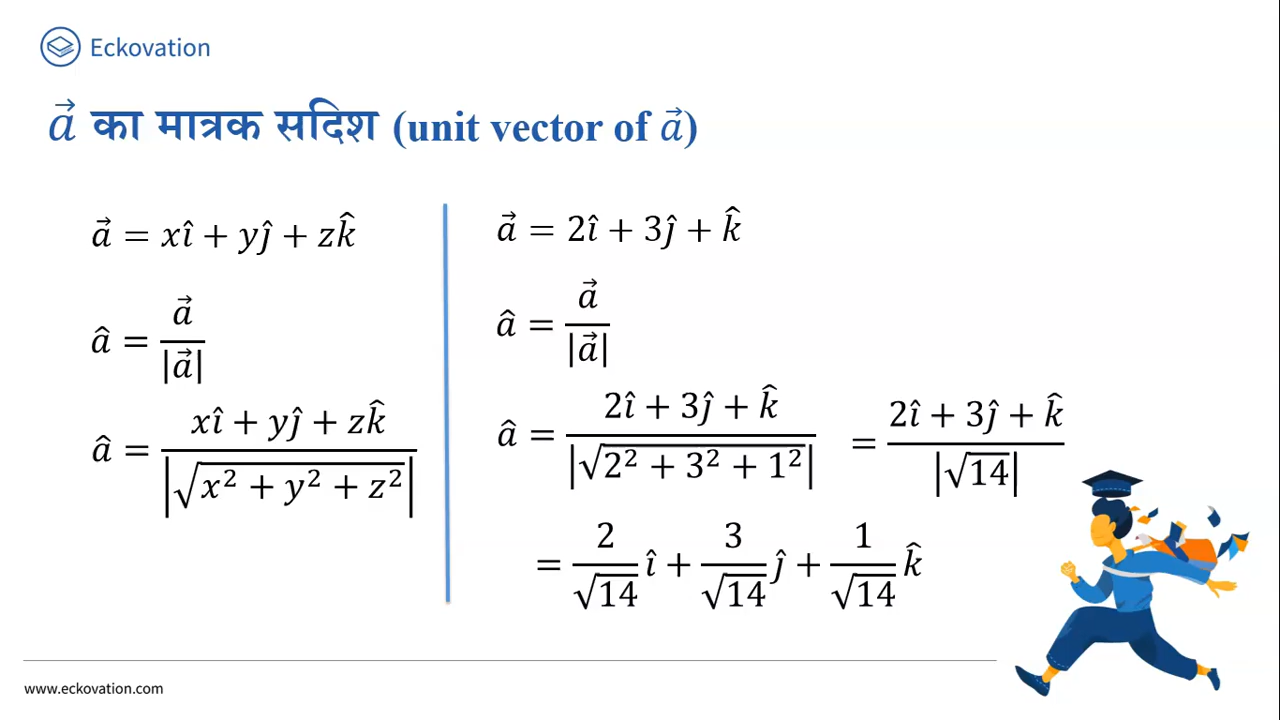 Eckovation
a⃗ का मात्रक सदिश (unit vector of a⃗)
a⃗ = xî + yĵ + zk̂
â = a⃗ / |a⃗|
â = (xî + yĵ + zk̂) / |√(x² + y² + z²)|
a⃗ = 2î + 3ĵ + k̂
â = a⃗ / |a⃗|
â = (2î + 3ĵ + k̂) / |√(2² + 3² + 1²)| = (2î + 3ĵ + k̂) / |√14|
= 2/√14 î + 3/√14 ĵ + 1/√14 k̂
www.eckovation.com